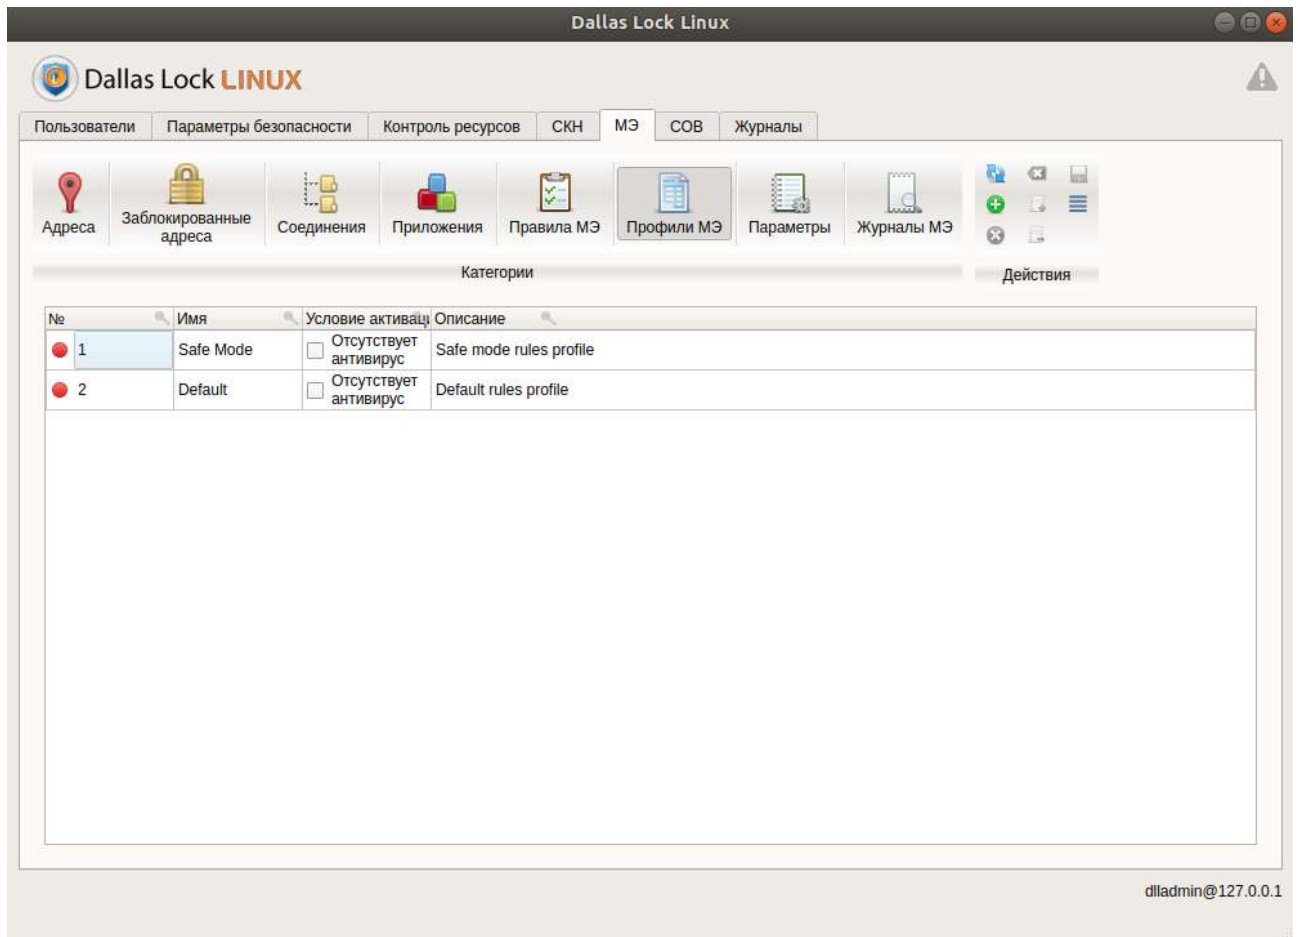 Dallas Lock Linux
Dallas Lock LINUX
Пользователи Параметры безопасности Контроль ресурсов СКН МЭ СОВ Журналы
Адреса Заблокированные адреса Соединения Приложения Правила МЭ Профили МЭ Параметры Журналы МЭ
Категории Действия
№ Имя Условие активаци Описание
1 Safe Mode Отсутствует антивирус Safe mode rules profile
2 Default Отсутствует антивирус Default rules profile
dlladmin@127.0.0.1